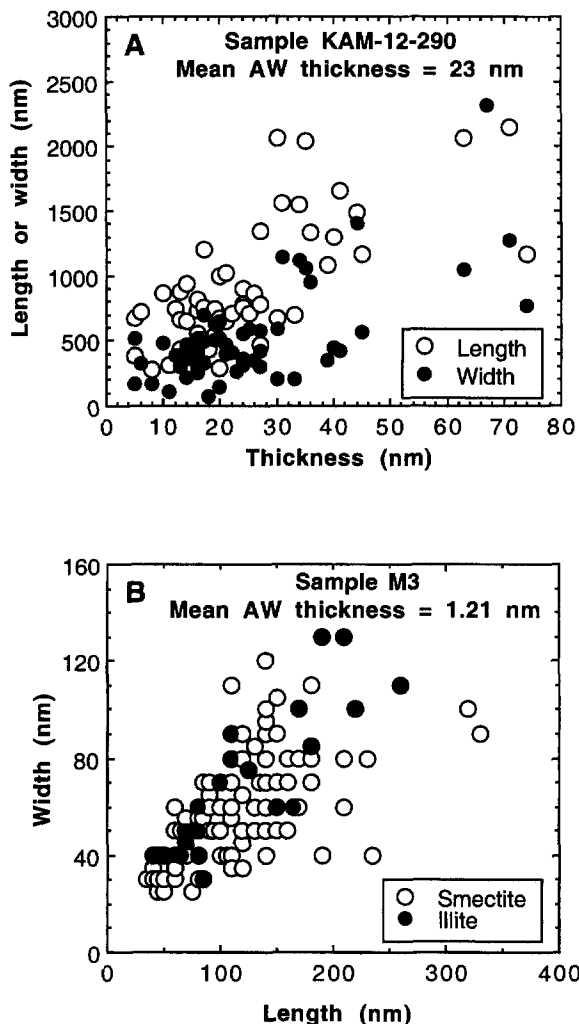 3000
A
Sample KAM-12-290
Mean AW thickness = 23 nm
2500
2000
1500
1000
500
0
Length or width (nm)
Length
Width
0 10 20 30 40 50 60 70 80
Thickness (nm)
160
B
Sample M3
Mean AW thickness = 1.21 nm
120
80
40
0
Width (nm)
Smectite
Illite
0 100 200 300 400
Length (nm)